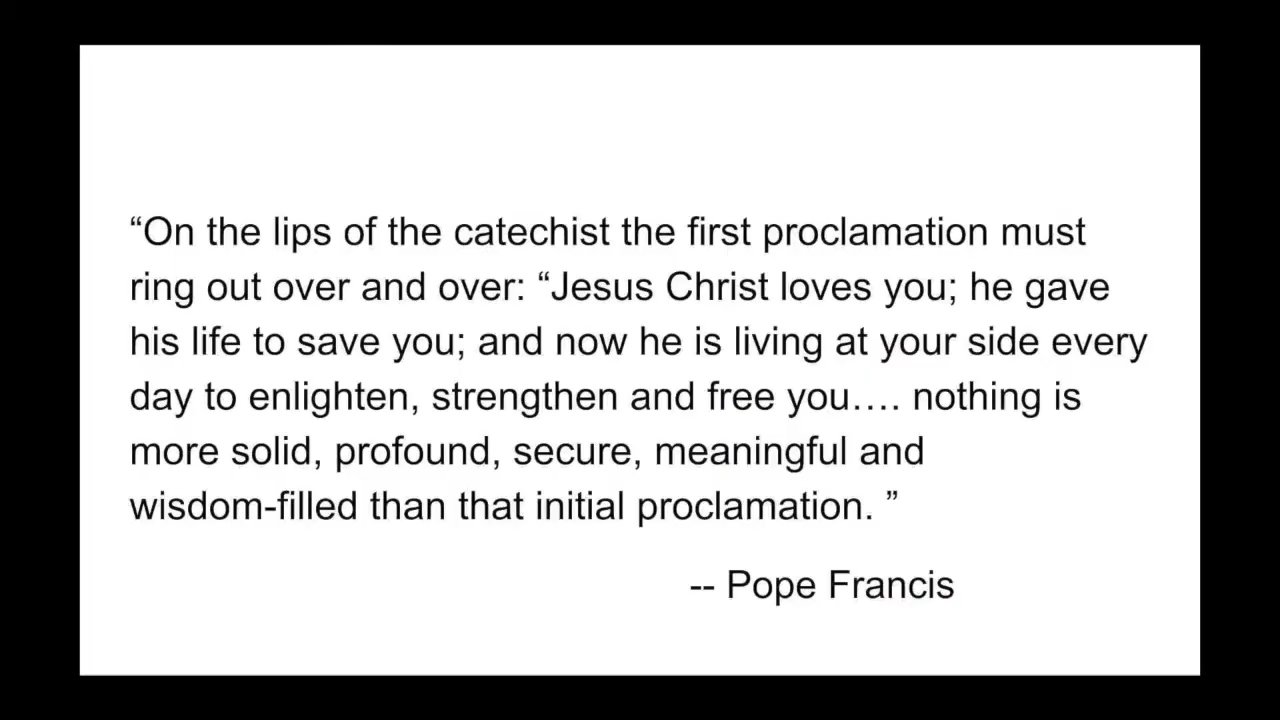 “On the lips of the catechist the first proclamation must
ring out over and over: “Jesus Christ loves you; he gave
his life to save you; and now he is living at your side every
day to enlighten, strengthen and free you…. nothing is
more solid, profound, secure, meaningful and
wisdom-filled than that initial proclamation. ”
-- Pope Francis